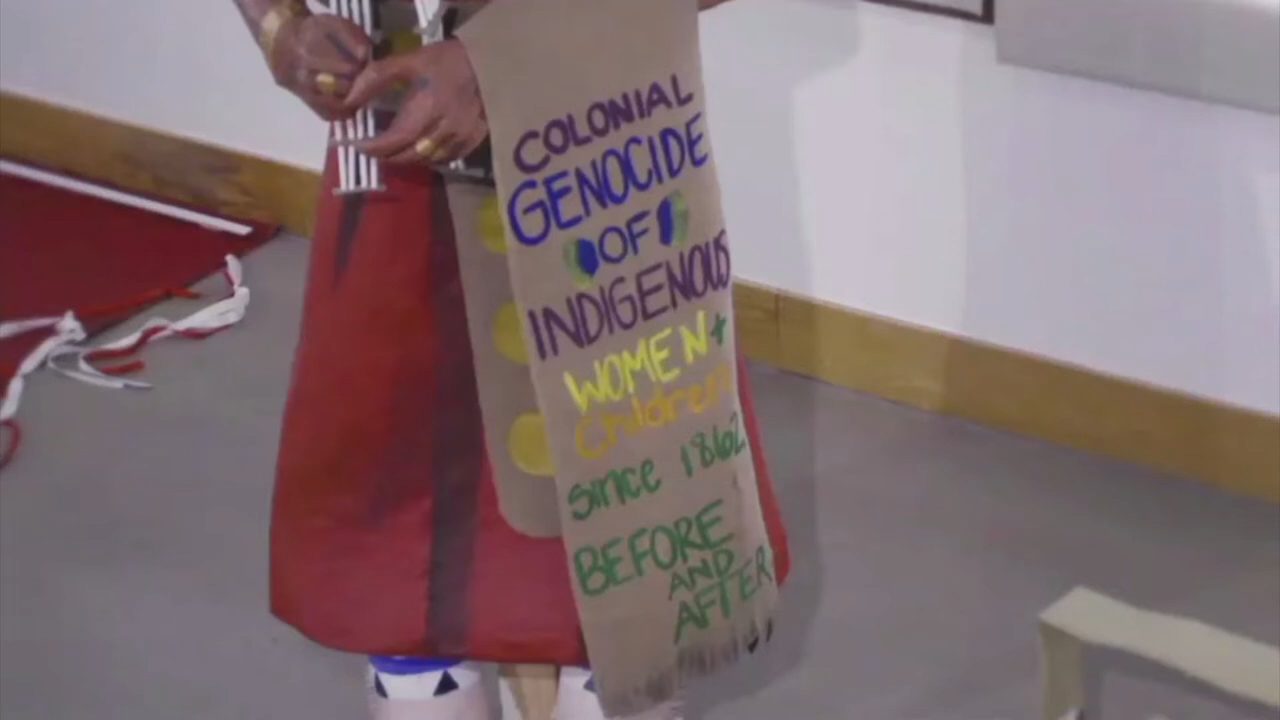 COLONIAL
GENOCIDE
OF
INDIGENOUS
WOMEN +
Children
since 1862
BEFORE
AND
AFTER